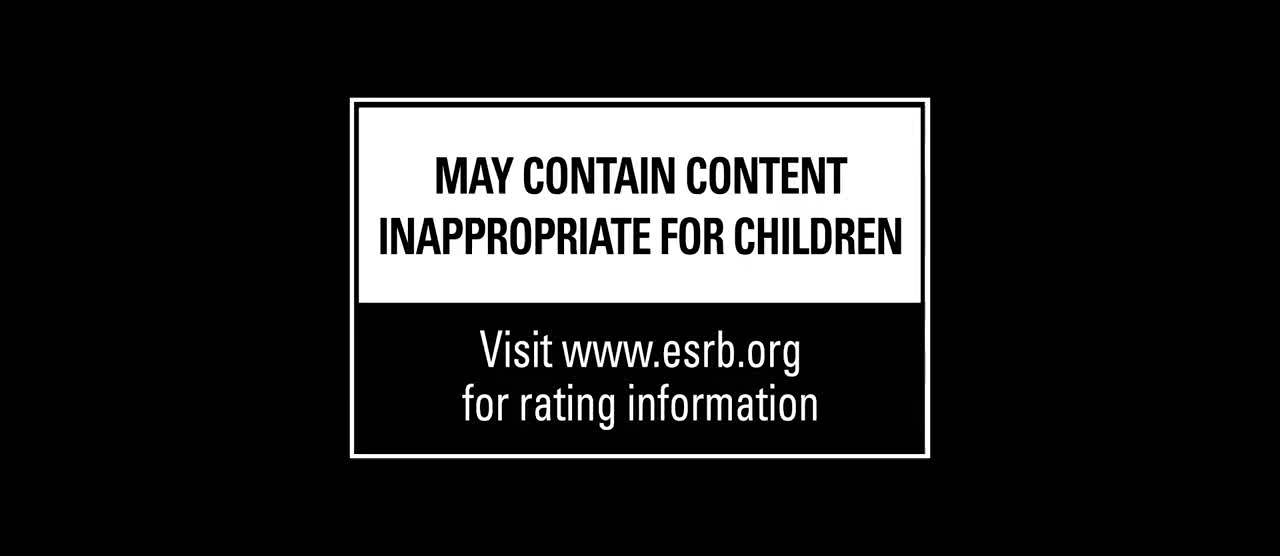 MAY CONTAIN CONTENT
INAPPROPRIATE FOR CHILDREN
Visit www.esrb.org
for rating information